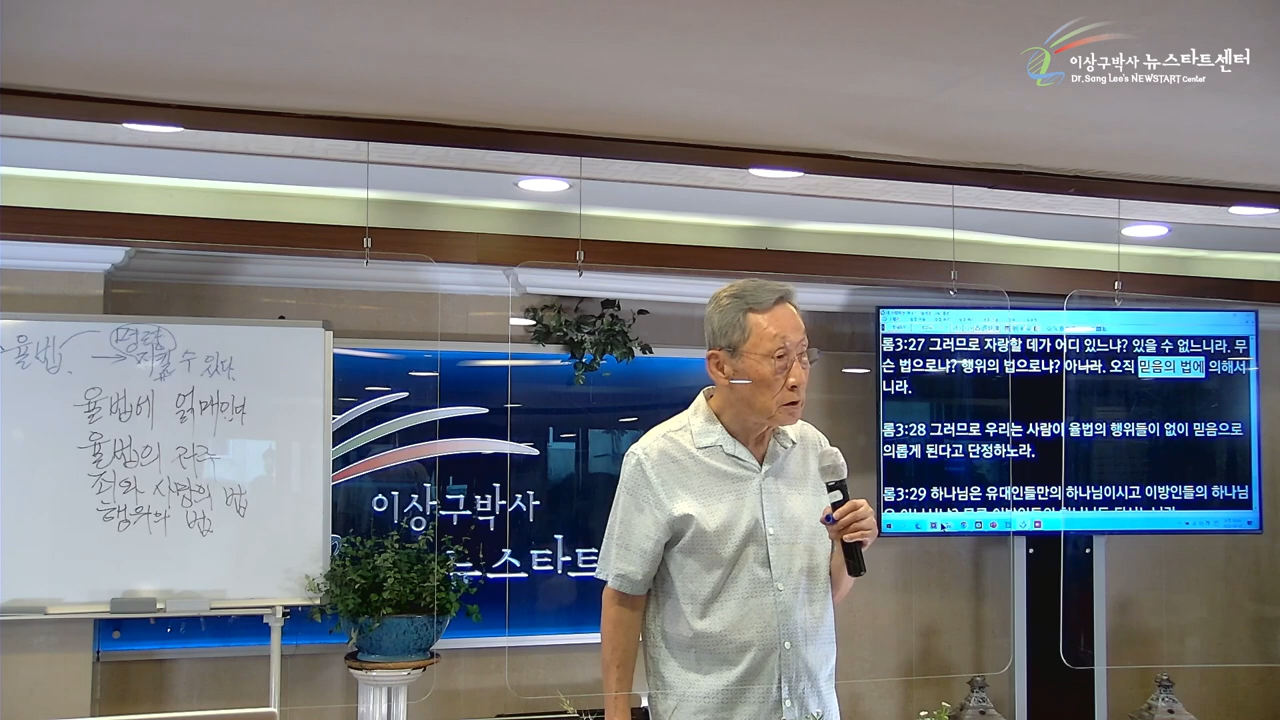 이상구박사 뉴스타트센터
Dr. Sang Lee's NEWSTART Center
율법. 명령
→ 지킬 수 있다.
율법에 얽매인바
율법의 저주
죄와 사망의 법
행위의 법
이상구박사
뉴스타트
롬3:27 그러므로 자랑할 데가 어디 있느냐? 있을 수 없느니라. 무
슨 법으로냐? 행위의 법으로냐? 아니라. 오직 믿음의 법에 의해서
니라.
롬3:28 그러므로 우리는 사람이 율법의 행위들이 없이 믿음으로
의롭게 된다고 단정하노라.
롬3:29 하나님은 유대인들만의 하나님이시고 이방인들의 하나님